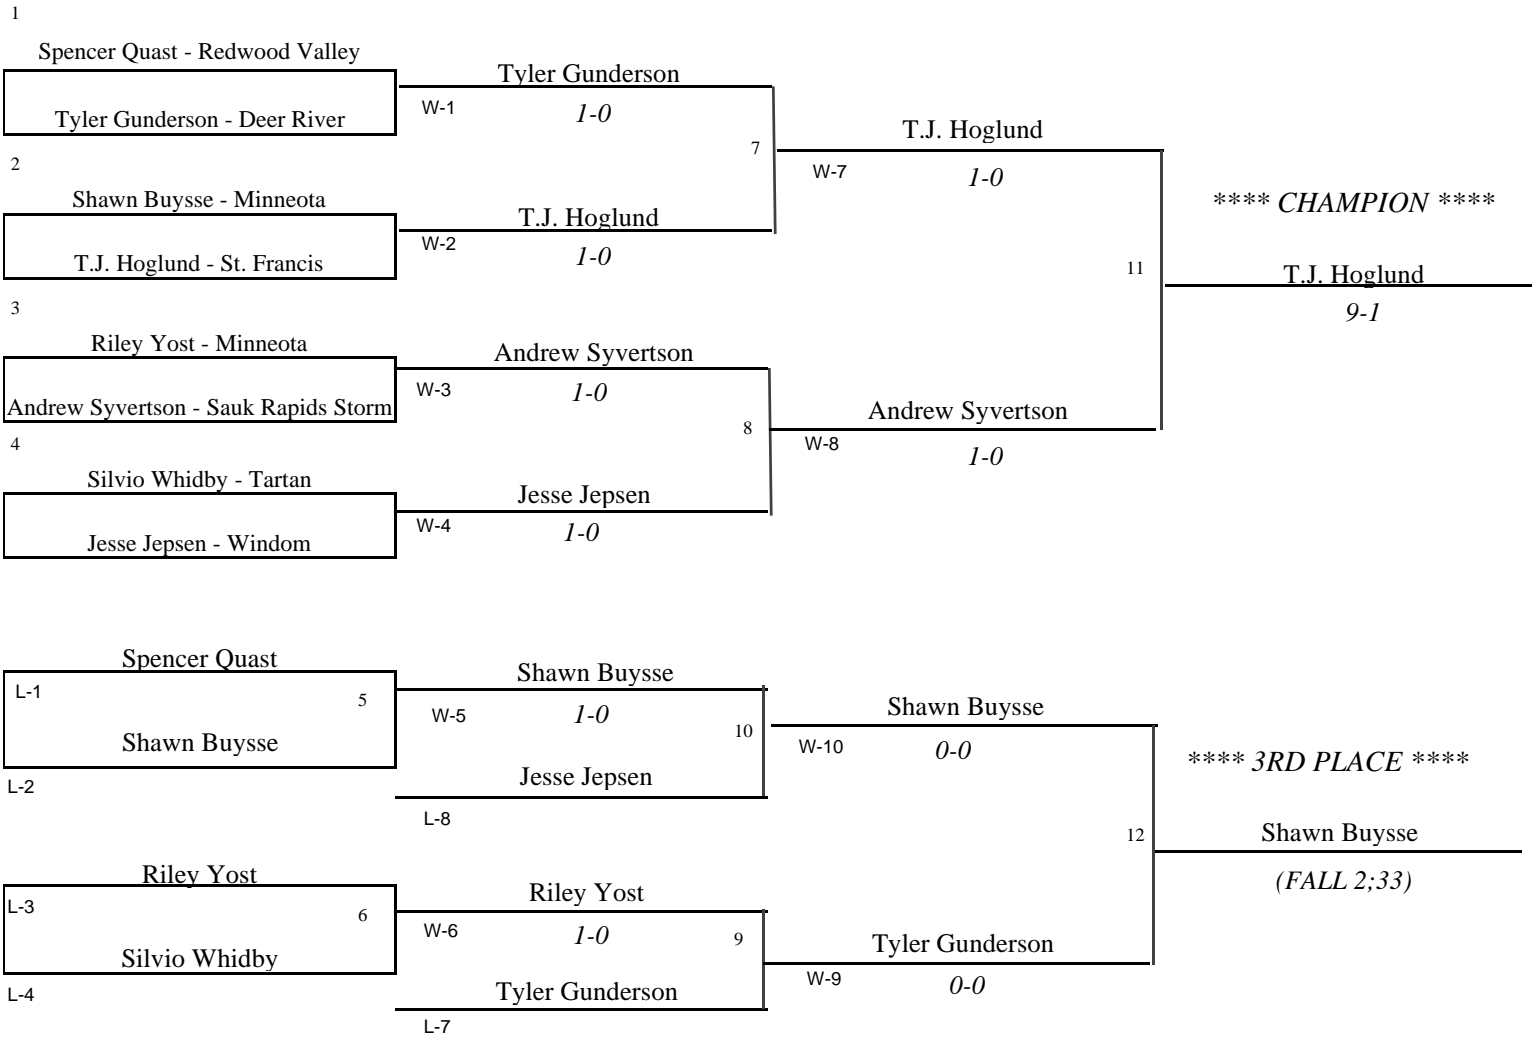 1
Spencer Quast - Redwood Valley
Tyler Gunderson
W-1
1-0
Tyler Gunderson - Deer River
T.J. Hoglund
7
W-7
1-0
2
Shawn Buysse - Minneota
**** CHAMPION ****
T.J. Hoglund
W-2
1-0
T.J. Hoglund - St. Francis
11
T.J. Hoglund
9-1
3
Riley Yost - Minneota
Andrew Syvertson
W-3
1-0
Andrew Syvertson - Sauk Rapids Storm
Andrew Syvertson
8
W-8
1-0
4
Silvio Whidby - Tartan
Jesse Jepsen
W-4
1-0
Jesse Jepsen - Windom
Spencer Quast
L-1
5
Shawn Buysse
W-5
1-0
Shawn Buysse
10
Shawn Buysse
W-10
0-0
**** 3RD PLACE ****
L-2
Jesse Jepsen
L-8
12
Shawn Buysse
(FALL 2;33)
Riley Yost
L-3
6
Riley Yost
W-6
1-0
9
Tyler Gunderson
Silvio Whidby
W-9
0-0
L-4
Tyler Gunderson
L-7